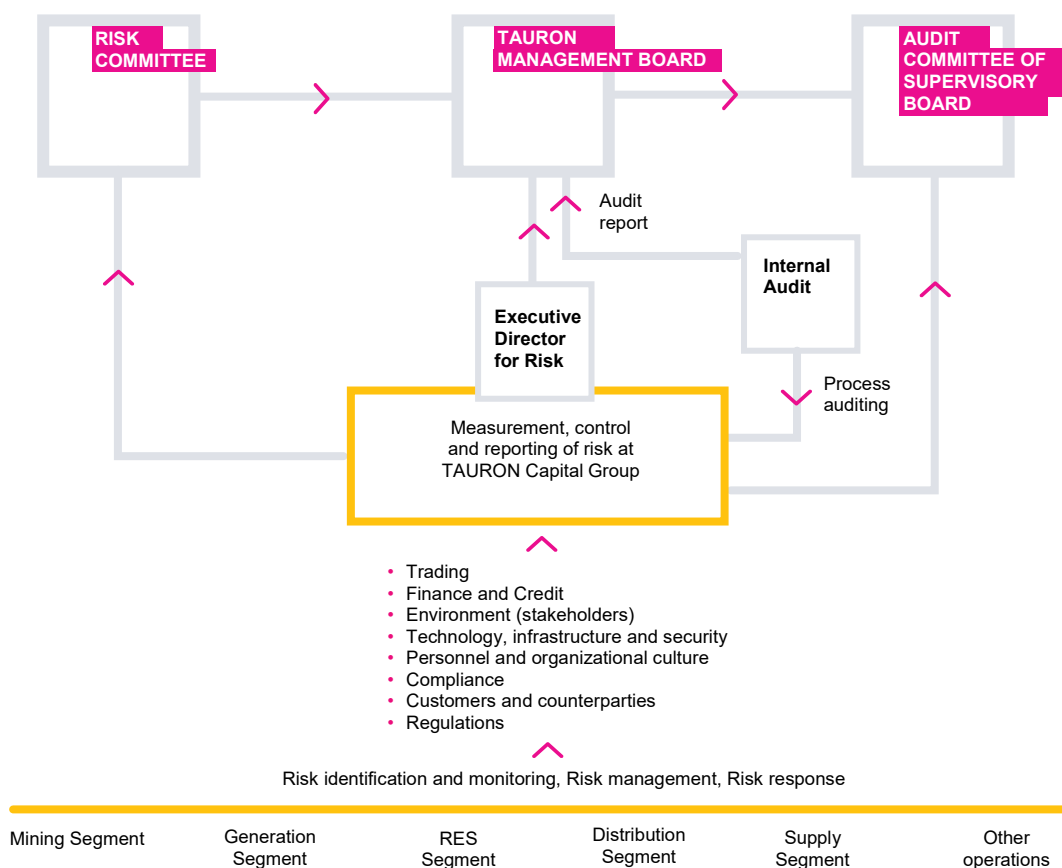 RISK
COMMITTEE
TAURON
MANAGEMENT BOARD
AUDIT
COMMITTEE OF
SUPERVISORY
BOARD
Audit
report
Internal
Audit
Executive
Director
for Risk
Process
auditing
Measurement, control
and reporting of risk at
TAURON Capital Group
• Trading
• Finance and Credit
• Environment (stakeholders)
• Technology, infrastructure and security
• Personnel and organizational culture
• Compliance
• Customers and counterparties
• Regulations
Risk identification and monitoring, Risk management, Risk response
Mining Segment
Generation
Segment
RES
Segment
Distribution
Segment
Supply
Segment
Other
operations